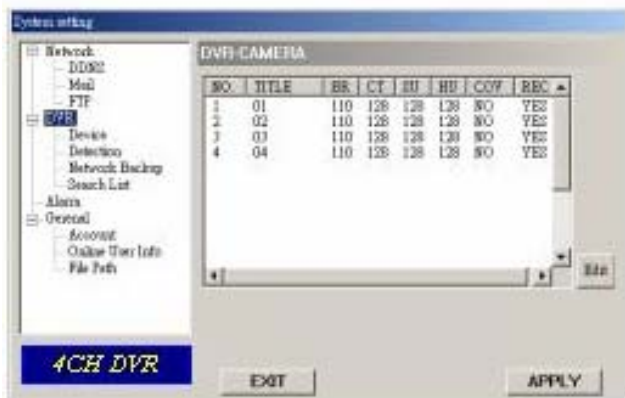 System setting
Network
DDNS
Mail
FTP
DVR
Device
Detection
Network Backup
Search List
Alarm
General
Account
Online User Info
File Path
4CH DVR
DVR-CAMERA
NO. TITLE BR CT SU HU COV REC
1 01 110 128 128 128 NO YES
2 02 110 128 128 128 NO YES
3 03 110 128 128 128 NO YES
4 04 110 128 128 128 NO YES
Edit
EXIT
APPLY